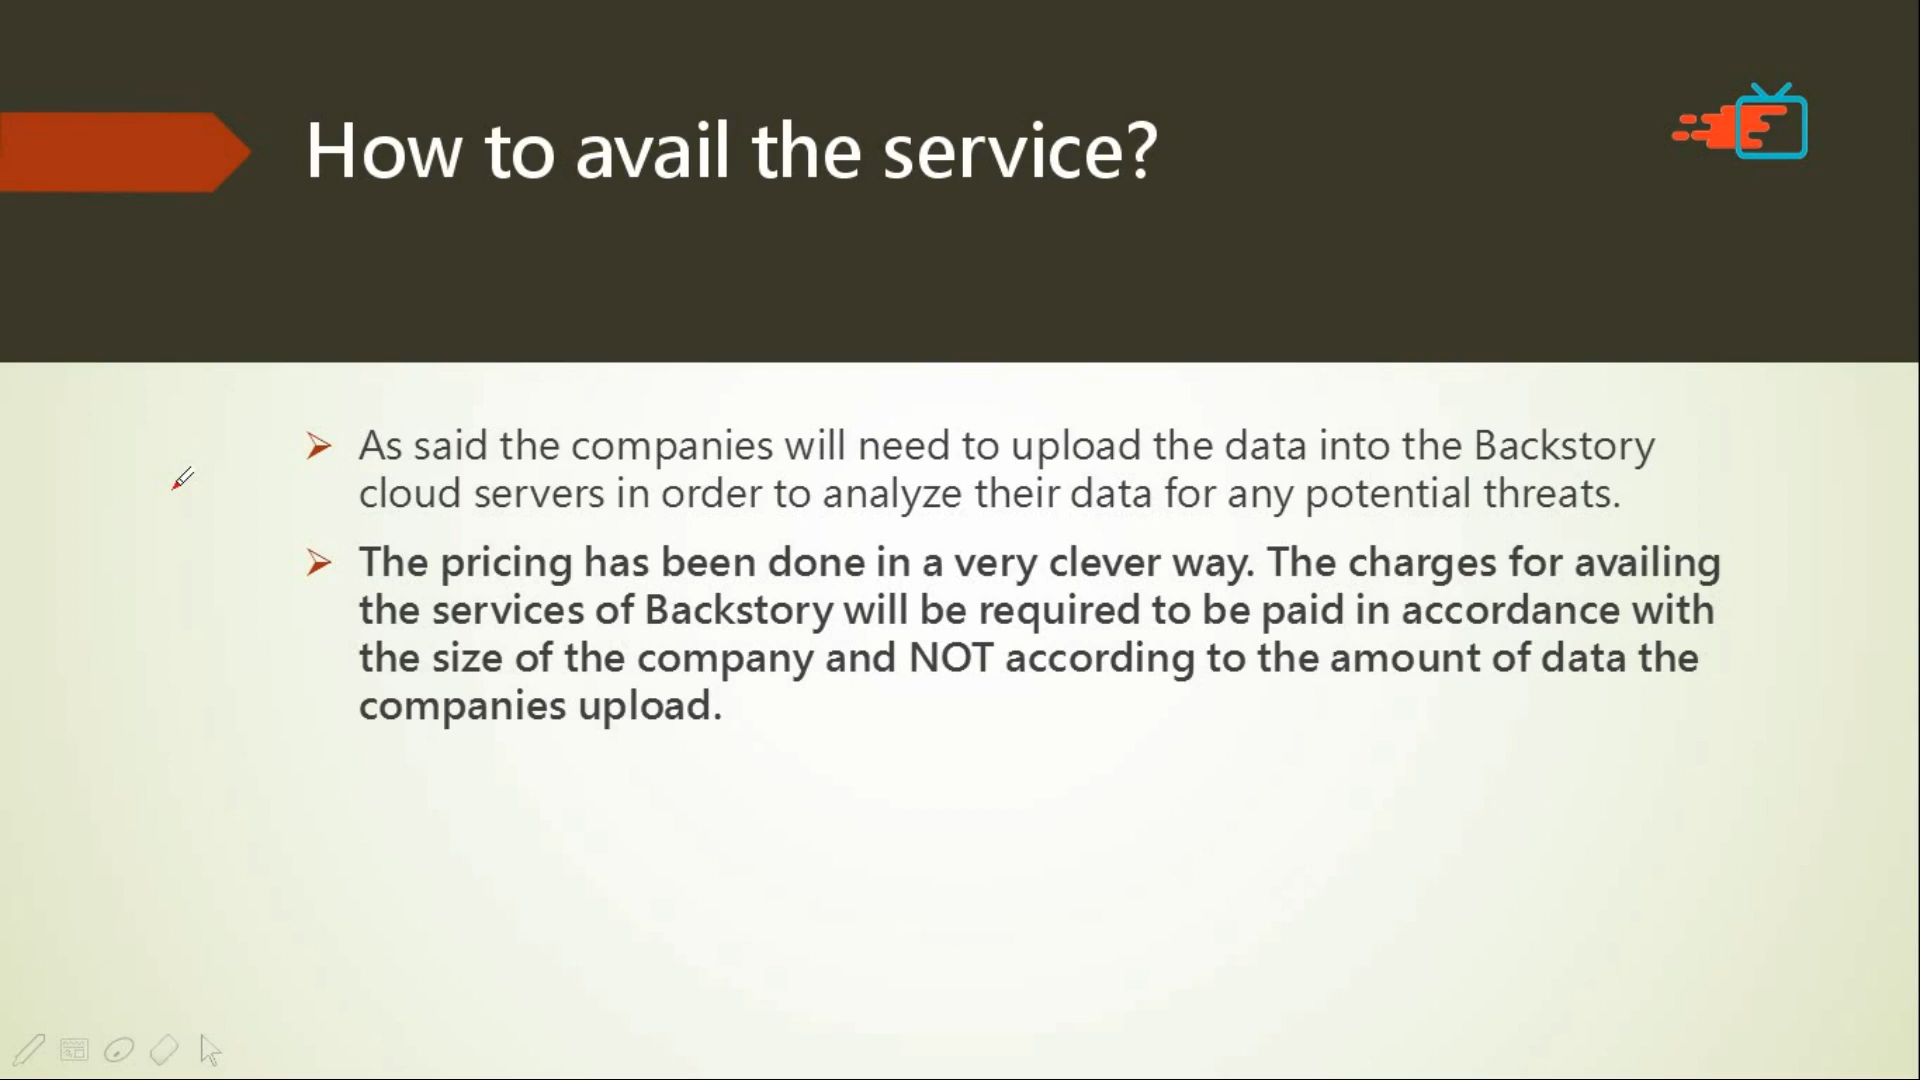 How to avail the service?
As said the companies will need to upload the data into the Backstory
cloud servers in order to analyze their data for any potential threats.
The pricing has been done in a very clever way. The charges for availing
the services of Backstory will be required to be paid in accordance with
the size of the company and NOT according to the amount of data the
companies upload.